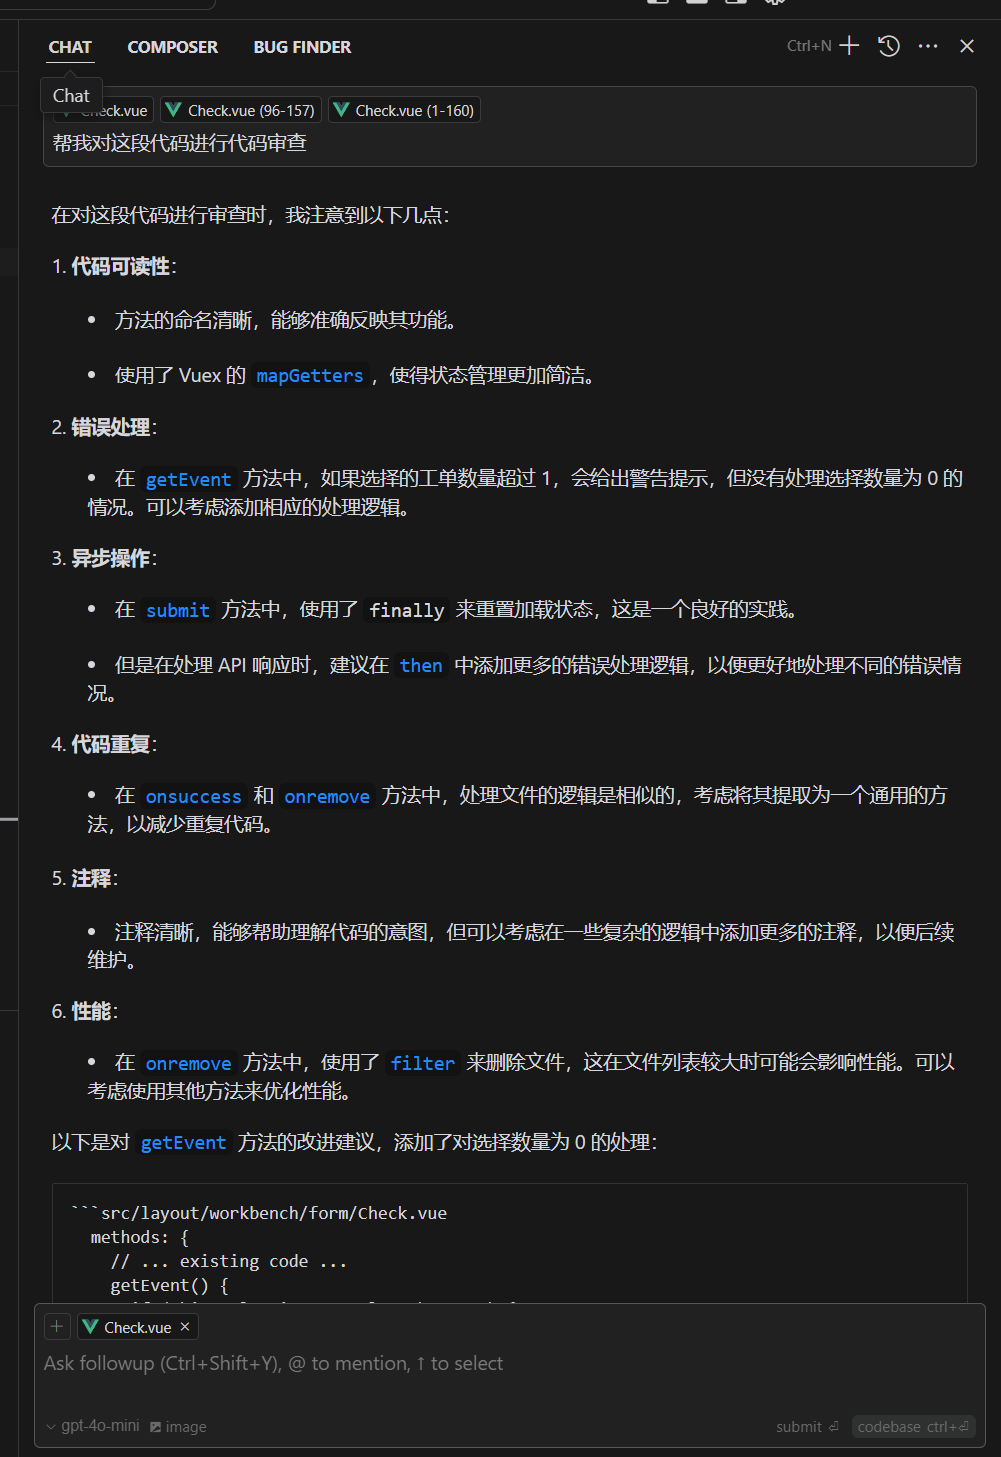 CHAT COMPOSER BUG FINDER Ctrl+N
Chat
Check.vue Check.vue (96-157) Check.vue (1-160)
帮我对这段代码进行代码审查
在对这段代码进行审查时，我注意到以下几点：
1. 代码可读性：
• 方法的命名清晰，能够准确反映其功能。
• 使用了 Vuex 的 mapGetters ，使得状态管理更加简洁。
2. 错误处理：
• 在 getEvent 方法中，如果选择的工单数量超过 1，会给出警告提示，但没有处理选择数量为 0 的
情况。可以考虑添加相应的处理逻辑。
3. 异步操作：
• 在 submit 方法中，使用了 finally 来重置加载状态，这是一个良好的实践。
• 但是在处理 API 响应时，建议在 then 中添加更多的错误处理逻辑，以便更好地处理不同的错误情
况。
4. 代码重复：
• 在 onsuccess 和 onremove 方法中，处理文件的逻辑是相似的，考虑将其提取为一个通用的方
法，以减少重复代码。
5. 注释：
• 注释清晰，能够帮助理解代码的意图，但可以考虑在一些复杂的逻辑中添加更多的注释，以便后续
维护。
6. 性能：
• 在 onremove 方法中，使用了 filter 来删除文件，这在文件列表较大时可能会影响性能。可以
考虑使用其他方法来优化性能。
以下是对 getEvent 方法的改进建议，添加了对选择数量为 0 的处理：
```src/layout/workbench/form/Check.vue
methods: {
// ... existing code ...
getEvent() {
Check.vue ×
Ask followup (Ctrl+Shift+Y), @ to mention, ↑ to select
gpt-4o-mini image submit ⏎ codebase ctrl+⏎